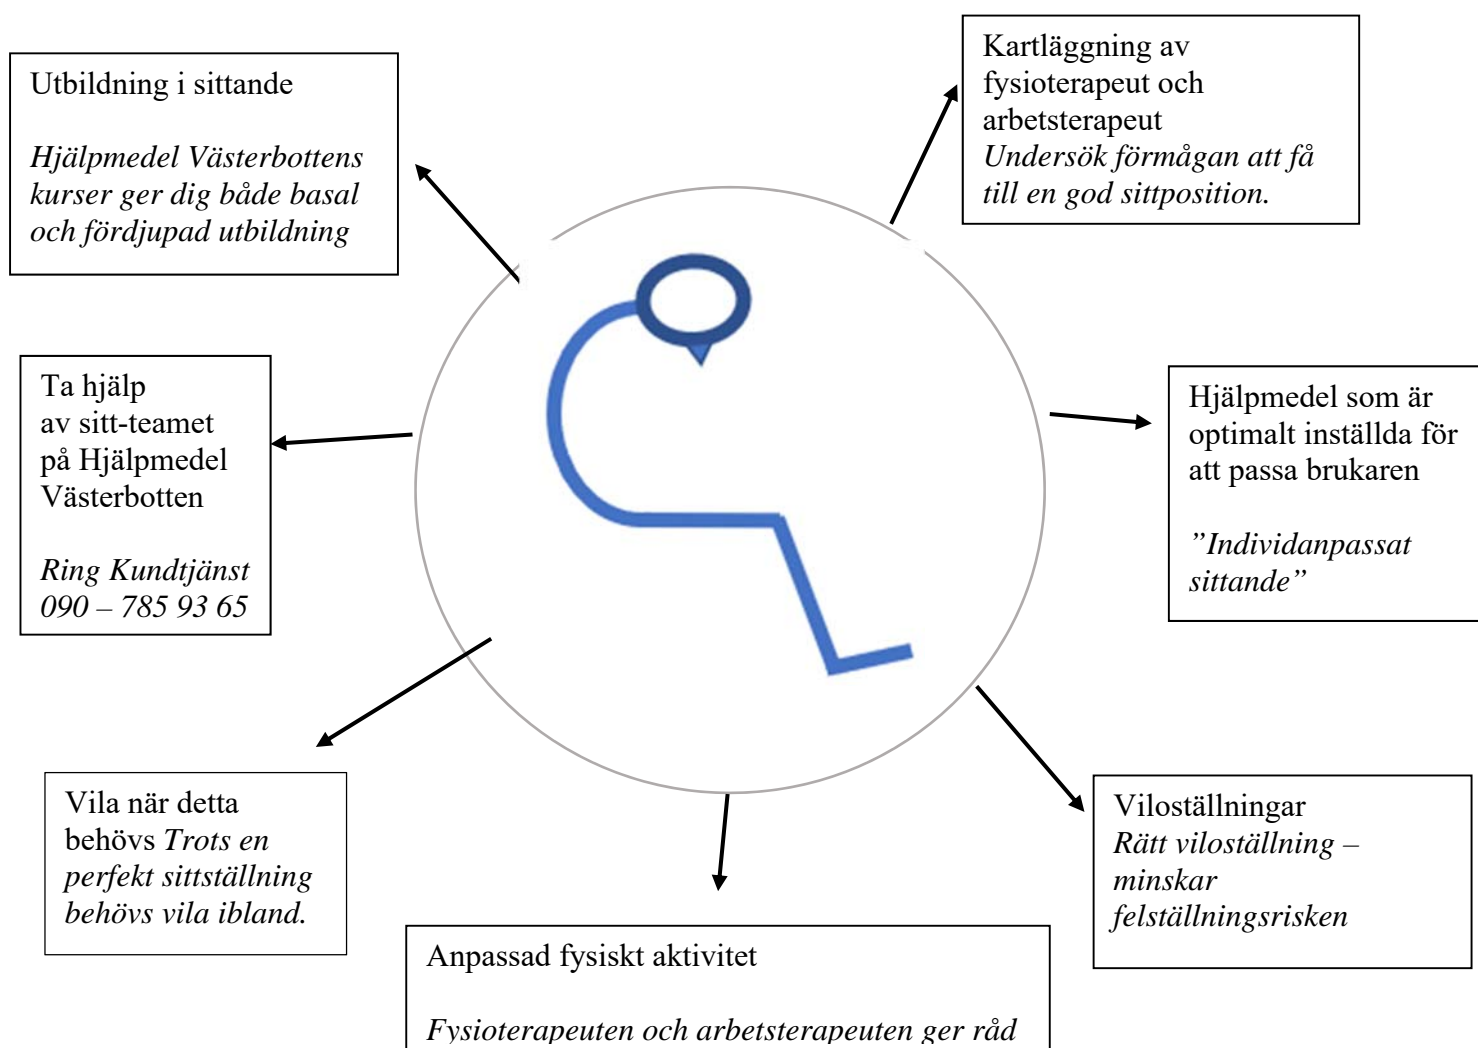 Utbildning i sittande
Hjälpmedel Västerbottens
kurser ger dig både basal
och fördjupad utbildning
Kartläggning av
fysioterapeut och
arbetsterapeut
Undersök förmågan att få
till en god sittposition.
Ta hjälp
av sitt-teamet
på Hjälpmedel
Västerbotten
Ring Kundtjänst
090 – 785 93 65
Hjälpmedel som är
optimalt inställda för
att passa brukaren
”Individanpassat
sittande”
Vila när detta
behövs Trots en
perfekt sittställning
behövs vila ibland.
Viloställningar
Rätt viloställning –
minskar
felställningsrisken
Anpassad fysiskt aktivitet
Fysioterapeuten och arbetsterapeuten ger råd